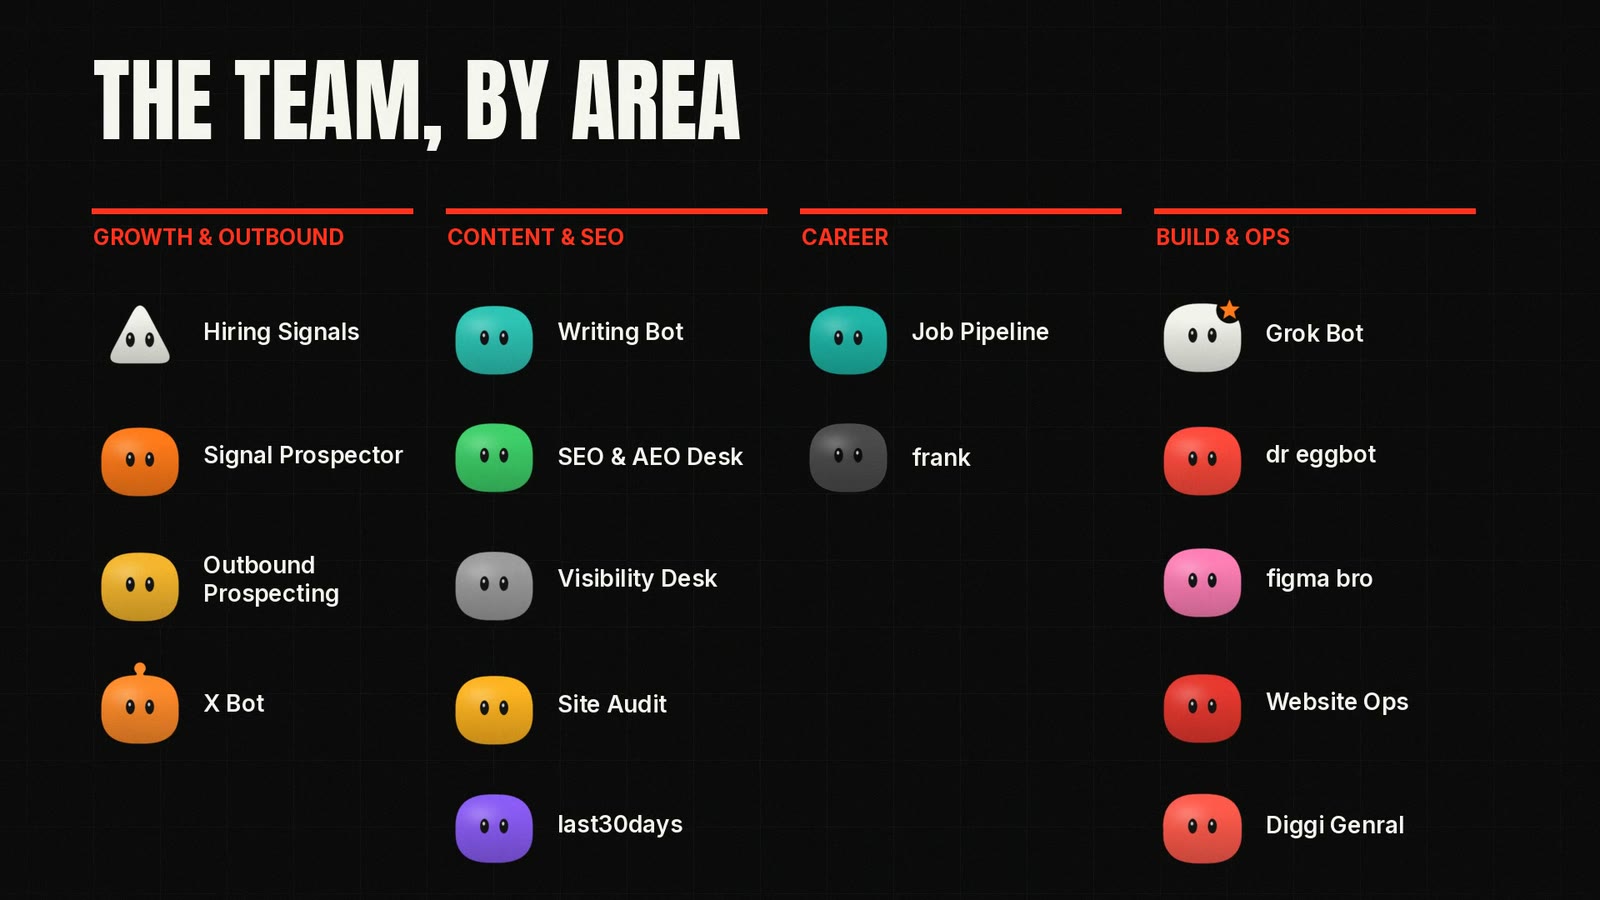 THE TEAM, BY AREA
GROWTH & OUTBOUND
Hiring Signals
Signal Prospector
Outbound
Prospecting
X Bot
CONTENT & SEO
Writing Bot
SEO & AEO Desk
Visibility Desk
Site Audit
last30days
CAREER
Job Pipeline
frank
BUILD & OPS
Grok Bot
dr eggbot
figma bro
Website Ops
Diggi Genral